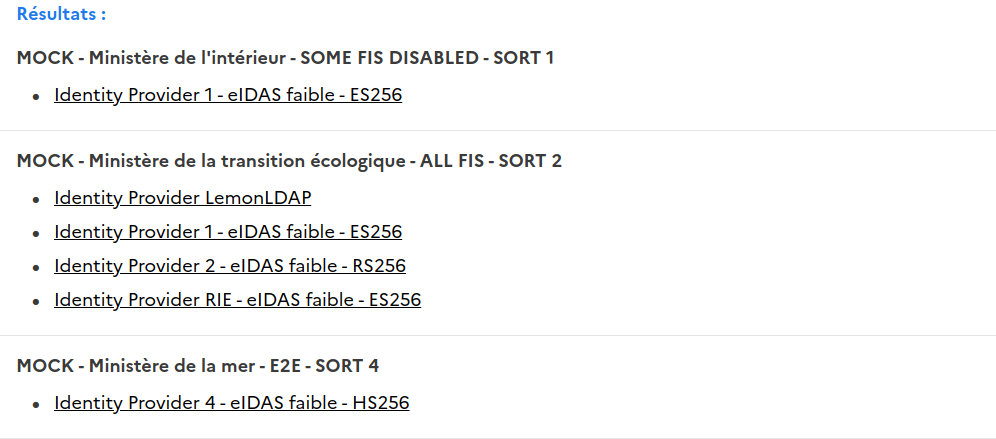 Résultats :
MOCK - Ministère de l'intérieur - SOME FIS DISABLED - SORT 1
Identity Provider 1 - eIDAS faible - ES256
MOCK - Ministère de la transition écologique - ALL FIS - SORT 2
Identity Provider LemonLDAP
Identity Provider 1 - eIDAS faible - ES256
Identity Provider 2 - eIDAS faible - RS256
Identity Provider RIE - eIDAS faible - ES256
MOCK - Ministère de la mer - E2E - SORT 4
Identity Provider 4 - eIDAS faible - HS256